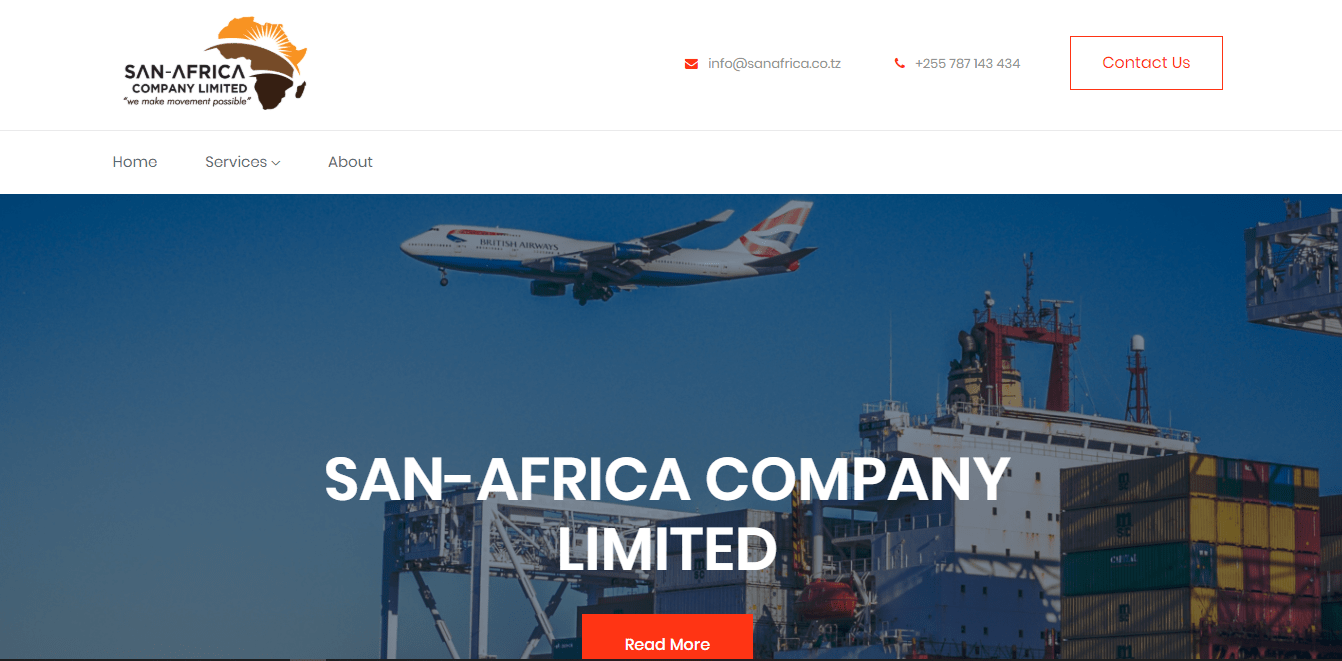 SAN-AFRICA
COMPANY LIMITED
"we make movement possible"
info@sanafrica.co.tz
+255 787 143 434
Contact Us
Home
Services
About
BRITISH AIRWAYS
SAN-AFRICA COMPANY
LIMITED
Read More